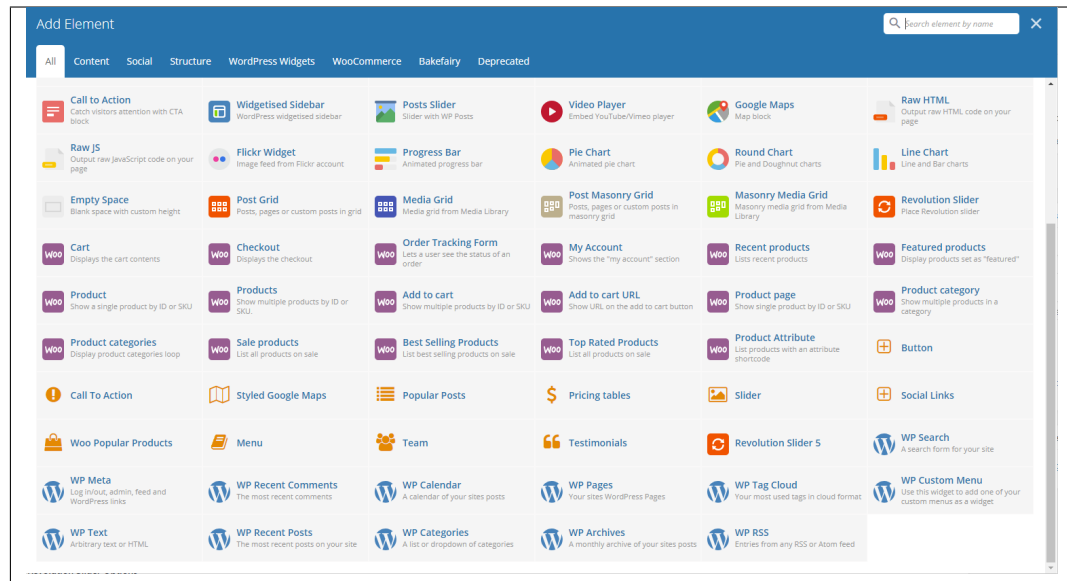 Add Element
Search element by name
All Content Social Structure WordPress Widgets WooCommerce Bakefairy Deprecated
Call to Action
Catch visitors attention with CTA
block
Widgetised Sidebar
WordPress widgetised sidebar
Posts Slider
Slider with WP Posts
Video Player
Embed YouTube/Vimeo player
Google Maps
Map block
Raw HTML
Output raw HTML code on your
page
Raw JS
Output raw JavaScript code on your
page
Flickr Widget
Image feed from Flickr account
Progress Bar
Animated progress bar
Pie Chart
Animated pie chart
Round Chart
Pie and Doughnut charts
Line Chart
Line and Bar charts
Empty Space
Blank space with custom height
Post Grid
Posts, pages or custom posts in grid
Media Grid
Media grid from Media Library
Post Masonry Grid
Posts, pages or custom posts in
masonry grid
Masonry Media Grid
Masonry media grid from Media
Library
Revolution Slider
Place Revolution slider
Woo
Cart
Displays the cart contents
Woo
Checkout
Displays the checkout
Woo
Order Tracking Form
Lets a user see the status of an
order
Woo
My Account
Shows the "my account" section
Woo
Recent products
Lists recent products
Woo
Featured products
Display products set as "featured"
Woo
Product
Show a single product by ID or SKU
Woo
Products
Show multiple products by ID or
SKU.
Woo
Add to cart
Show multiple products by ID or SKU
Woo
Add to cart URL
Show URL on the add to cart button
Woo
Product page
Show single product by ID or SKU
Woo
Product category
Show multiple products in a
category
Woo
Product categories
Display product categories loop
Woo
Sale products
List all products on sale
Woo
Best Selling Products
List best selling products on sale
Woo
Top Rated Products
List all products on sale
Woo
Product Attribute
List products with an attribute
shortcode
Button
Call To Action
Styled Google Maps
Popular Posts
Pricing tables
Slider
Social Links
Woo Popular Products
Menu
Team
Testimonials
Revolution Slider 5
WP Search
A search form for your site
WP Meta
Log in/out, admin, feed and
WordPress links
WP Recent Comments
The most recent comments
WP Calendar
A calendar of your sites posts
WP Pages
Your sites WordPress Pages
WP Tag Cloud
Your most used tags in cloud format
WP Custom Menu
Use this widget to add one of your
custom menus as a widget
WP Text
Arbitrary text or HTML
WP Recent Posts
The most recent posts on your site
WP Categories
A list or dropdown of categories
WP Archives
A monthly archive of your sites posts
WP RSS
Entries from any RSS or Atom feed